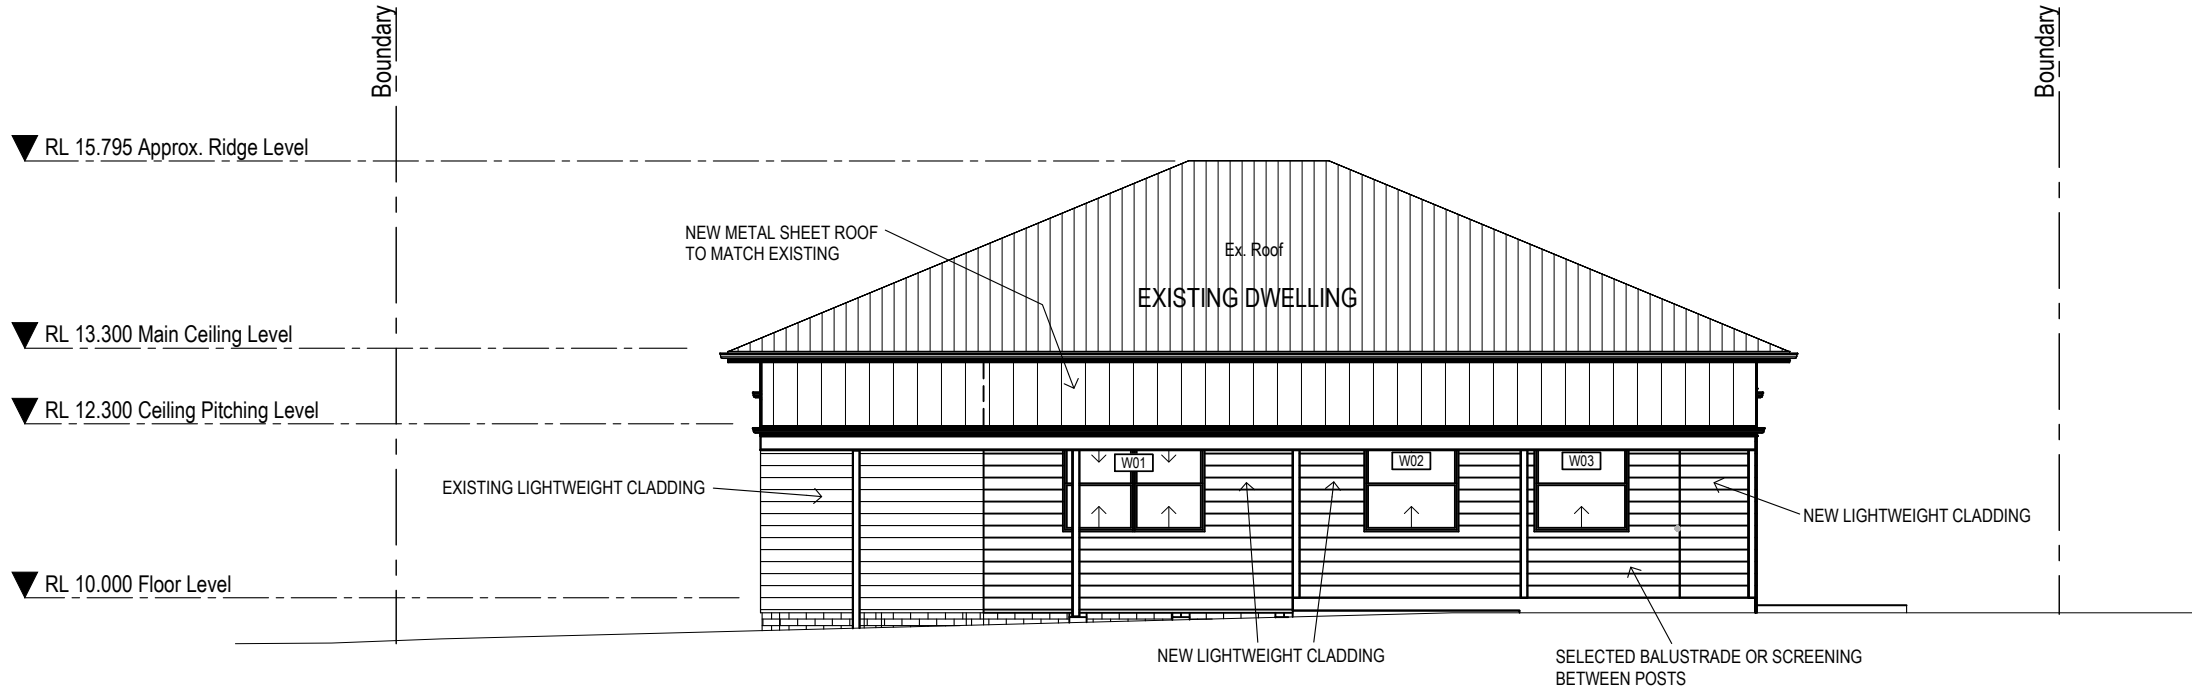 Boundary
Boundary
RL 15.795 Approx. Ridge Level
NEW METAL SHEET ROOF
TO MATCH EXISTING
Ex. Roof
EXISTING DWELLING
RL 13.300 Main Ceiling Level
RL 12.300 Ceiling Pitching Level
W01
W02
W03
EXISTING LIGHTWEIGHT CLADDING
NEW LIGHTWEIGHT CLADDING
RL 10.000 Floor Level
NEW LIGHTWEIGHT CLADDING
SELECTED BALUSTRADE OR SCREENING
BETWEEN POSTS